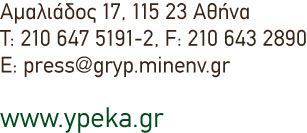 Αμαλιάδος 17, 115 23 Αθήνα
T: 210 647 5191-2, F: 210 643 2890
E: press@gryp.minenv.gr
www.ypeka.gr